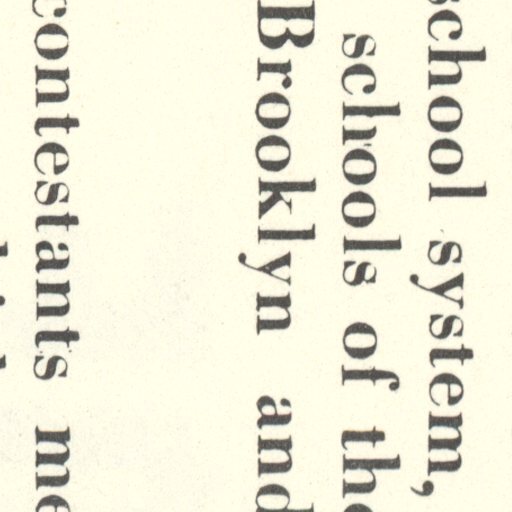 school system,
schools of the
Brooklyn and
contestants me